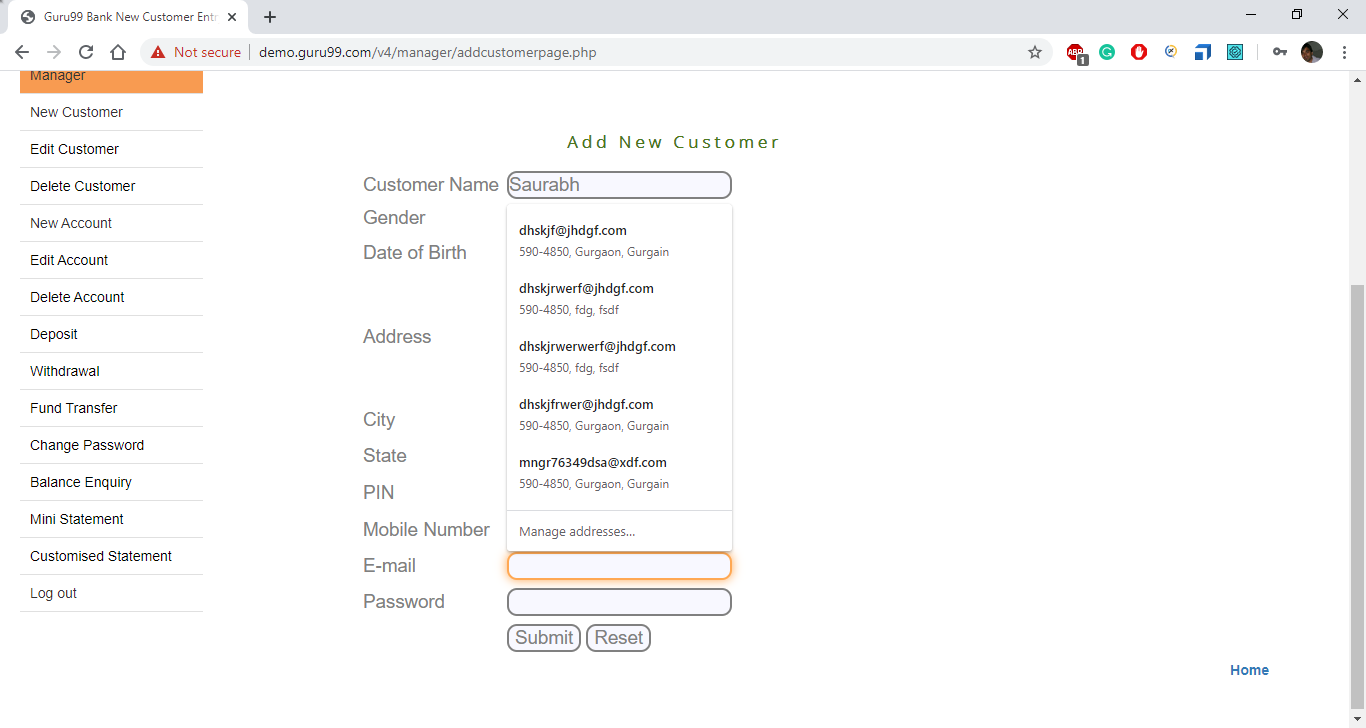 Guru99 Bank New Customer Entr
Not secure
demo.guru99.com/v4/manager/addcustomerpage.php
ABP
1
Manager
New Customer
Edit Customer
Delete Customer
New Account
Edit Account
Delete Account
Deposit
Withdrawal
Fund Transfer
Change Password
Balance Enquiry
Mini Statement
Customised Statement
Log out
Add New Customer
Customer Name Saurabh
Gender
Date of Birth
Address
City
State
PIN
Mobile Number
dhskjf@jhdgf.com
590-4850, Gurgaon, Gurgain
dhskjrwerf@jhdgf.com
590-4850, fdg, fsdf
dhskjrwerwerf@jhdgf.com
590-4850, fdg, fsdf
dhskjfrwer@jhdgf.com
590-4850, Gurgaon, Gurgain
mngr76349dsa@xdf.com
590-4850, Gurgaon, Gurgain
Manage addresses...
E-mail
Password
Submit Reset
Home